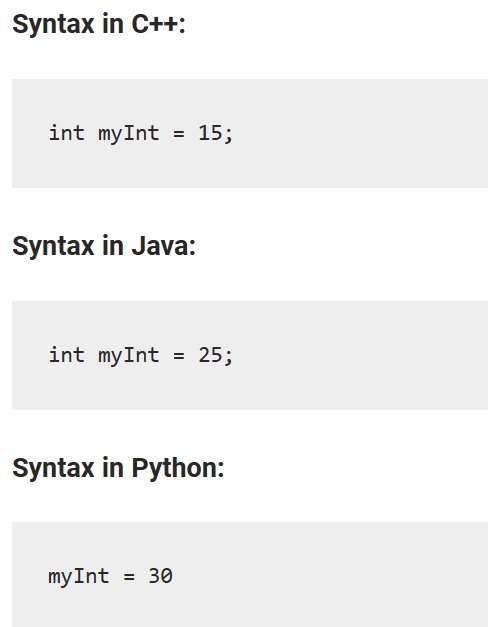 Syntax in C++:
int myInt = 15;
Syntax in Java:
int myInt = 25;
Syntax in Python:
myInt = 30